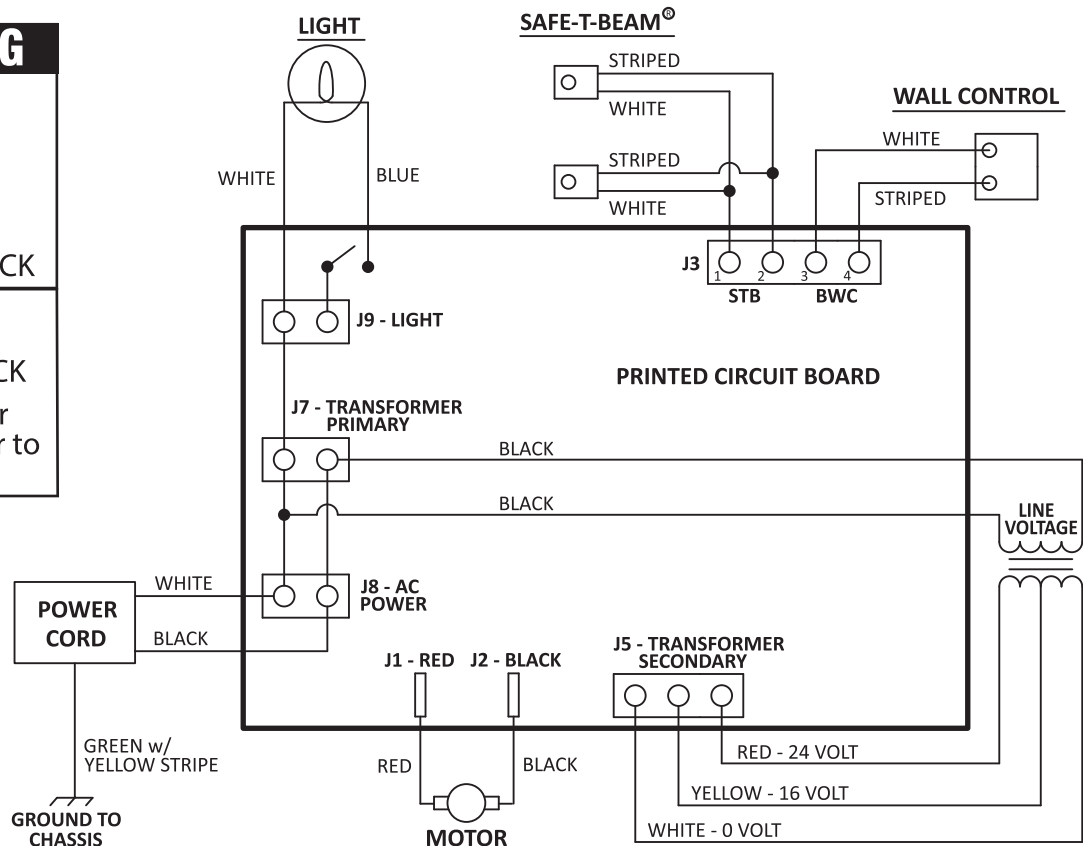 G
CK
CK
r
r to
LIGHT
SAFE-T-BEAM®
STRIPED
WHITE
STRIPED
WHITE
WALL CONTROL
WHITE
STRIPED
WHITE
BLUE
J3
1 2 3 4
STB BWC
J9 - LIGHT
PRINTED CIRCUIT BOARD
J7 - TRANSFORMER
PRIMARY
BLACK
BLACK
LINE
VOLTAGE
J8 - AC
POWER
WHITE
BLACK
POWER
CORD
J1 - RED J2 - BLACK
J5 - TRANSFORMER
SECONDARY
GREEN w/
YELLOW STRIPE
GROUND TO
CHASSIS
RED
BLACK
MOTOR
RED - 24 VOLT
YELLOW - 16 VOLT
WHITE - 0 VOLT